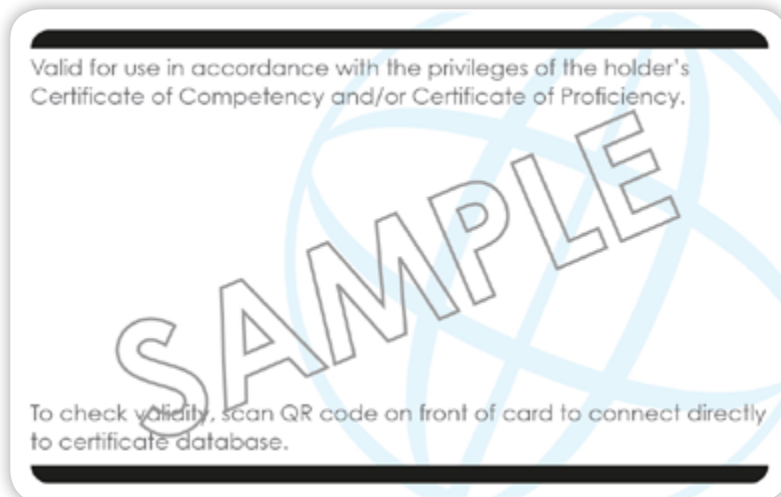 Valid for use in accordance with the privileges of the holder's
Certificate of Competency and/or Certificate of Proficiency.
SAMPLE
To check validity, scan QR code on front of card to connect directly
to certificate database.